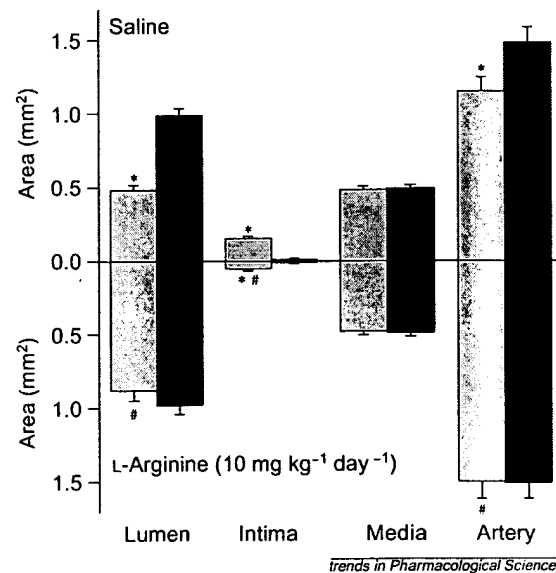 Saline
1.5
1.0
0.5
0.0
0.5
1.0
1.5
Area (mm²)
Area (mm²)
*
*
*
* #
#
#
L-Arginine (10 mg kg⁻¹ day⁻¹)
Lumen Intima Media Artery
trends in Pharmacological Science